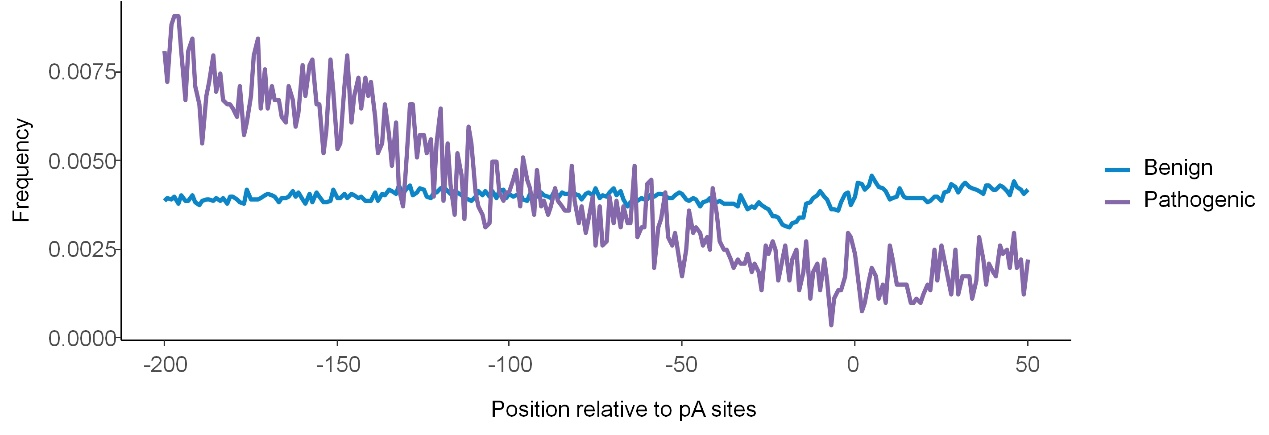 0.0075
0.0050
0.0025
0.0000
Frequency
-200 -150 -100 -50 0 50
Position relative to pA sites
Benign
Pathogenic